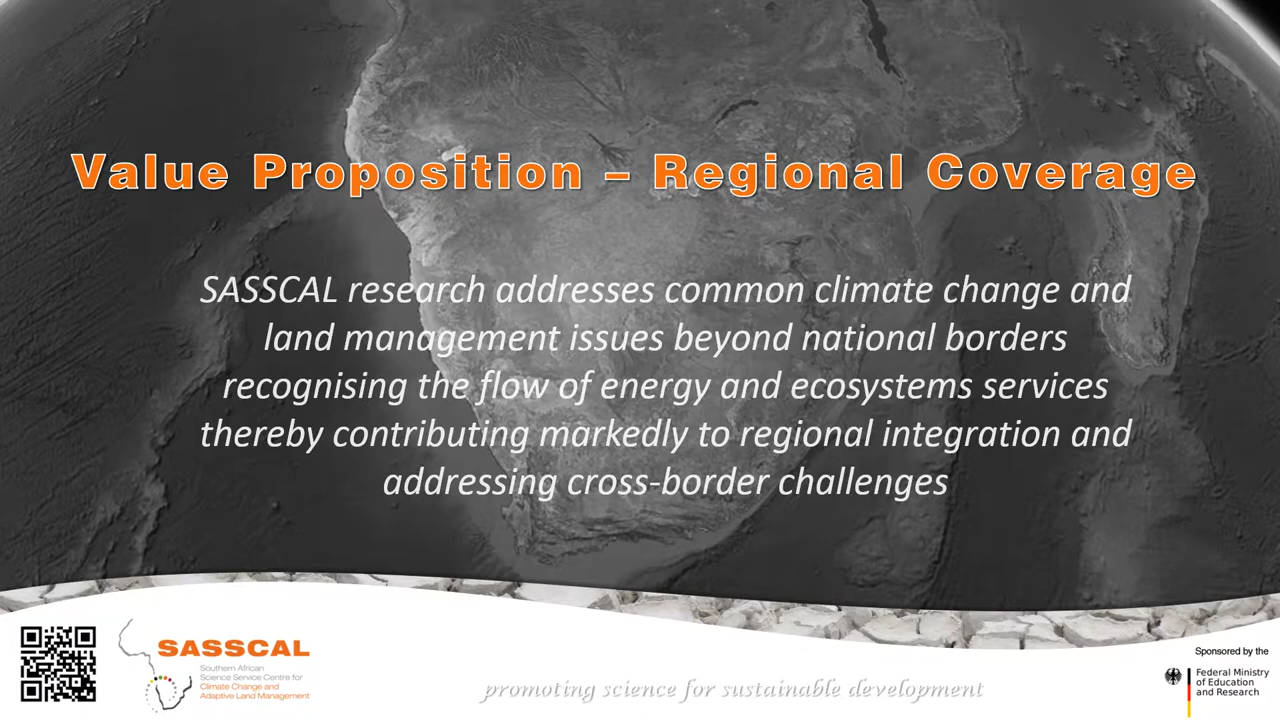 Value Proposition – Regional Coverage
SASSCAL research addresses common climate change and
land management issues beyond national borders
recognising the flow of energy and ecosystems services
thereby contributing markedly to regional integration and
addressing cross-border challenges
SASSCAL
Southern African
Science Service Centre for
Climate Change and
Adaptive Land Management
promoting science for sustainable development
Sponsored by the
Federal Ministry
of Education
and Research